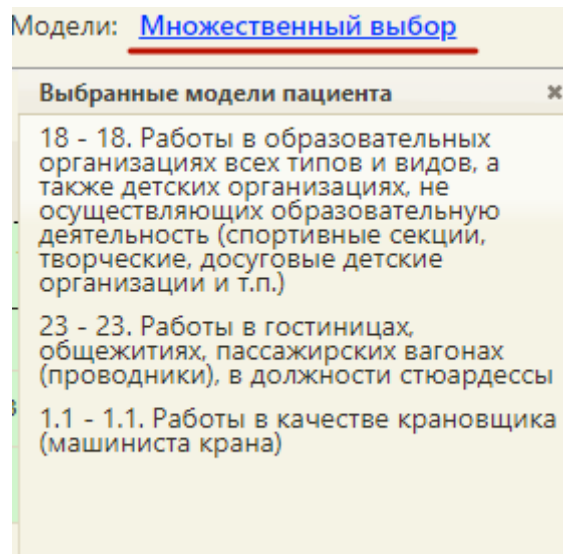 Модели: Множественный выбор
Выбранные модели пациента
18 - 18. Работы в образовательных
организациях всех типов и видов, а
также детских организациях, не
осуществляющих образовательную
деятельность (спортивные секции,
творческие, досуговые детские
организации и т.п.)
23 - 23. Работы в гостиницах,
общежитиях, пассажирских вагонах
(проводники), в должности стюардессы
1.1 - 1.1. Работы в качестве крановщика
(машиниста крана)